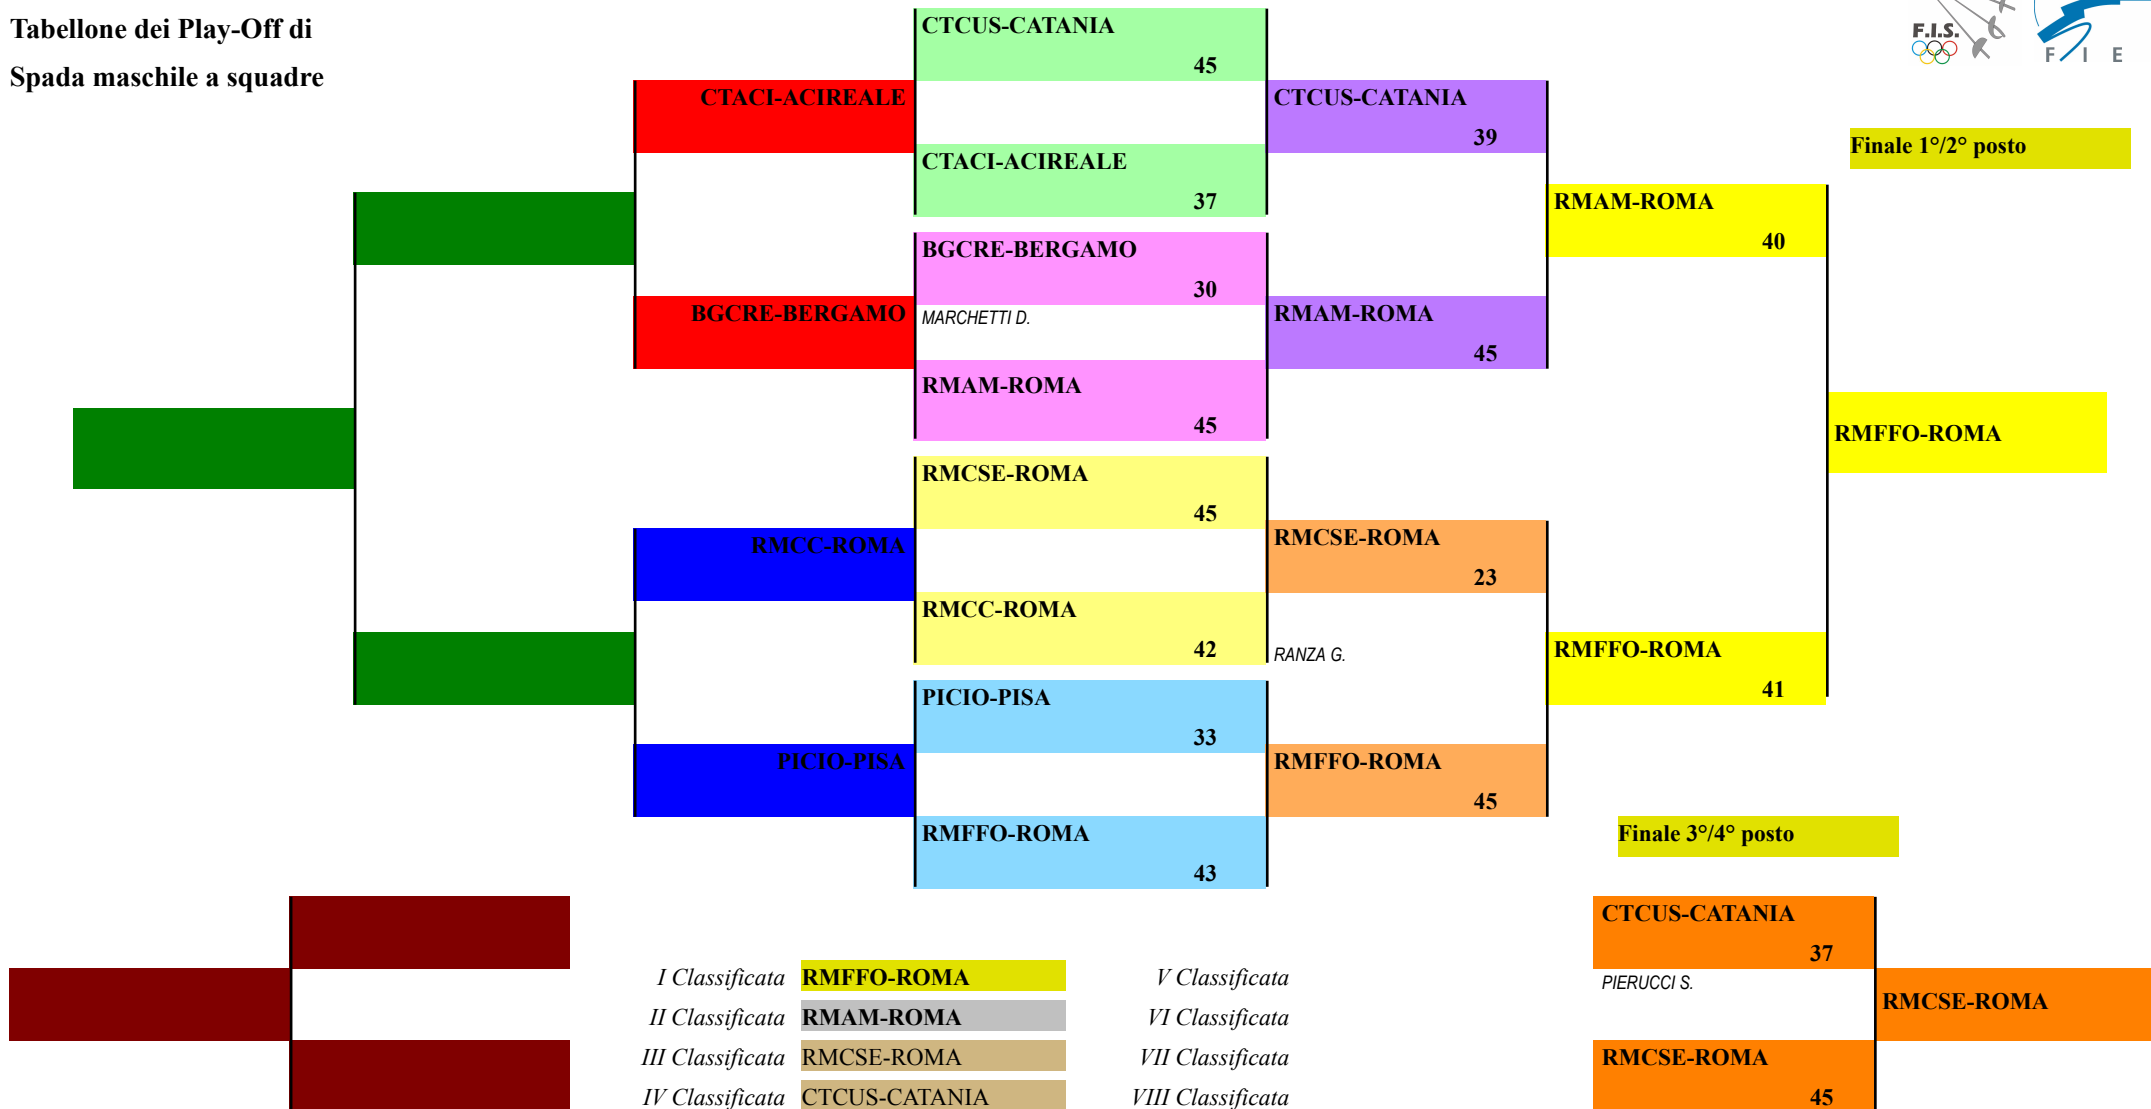 Tabellone dei Play-Off di
Spada maschile a squadre
F.I.S.
F I E
CTCUS-CATANIA
45
CTACI-ACIREALE
37
BGCRE-BERGAMO
30
MARCHETTI D.
RMAM-ROMA
45
RMCSE-ROMA
45
RMCC-ROMA
42
PICIO-PISA
33
RMFFO-ROMA
43
CTACI-ACIREALE
BGCRE-BERGAMO
RMCC-ROMA
PICIO-PISA
CTCUS-CATANIA
39
RMAM-ROMA
45
RMCSE-ROMA
23
RANZA G.
RMFFO-ROMA
45
Finale 1°/2° posto
RMAM-ROMA
40
RMFFO-ROMA
41
RMFFO-ROMA
Finale 3°/4° posto
CTCUS-CATANIA
37
PIERUCCI S.
RMCSE-ROMA
45
RMCSE-ROMA
I Classificata RMFFO-ROMA V Classificata
II Classificata RMAM-ROMA VI Classificata
III Classificata RMCSE-ROMA VII Classificata
IV Classificata CTCUS-CATANIA VIII Classificata